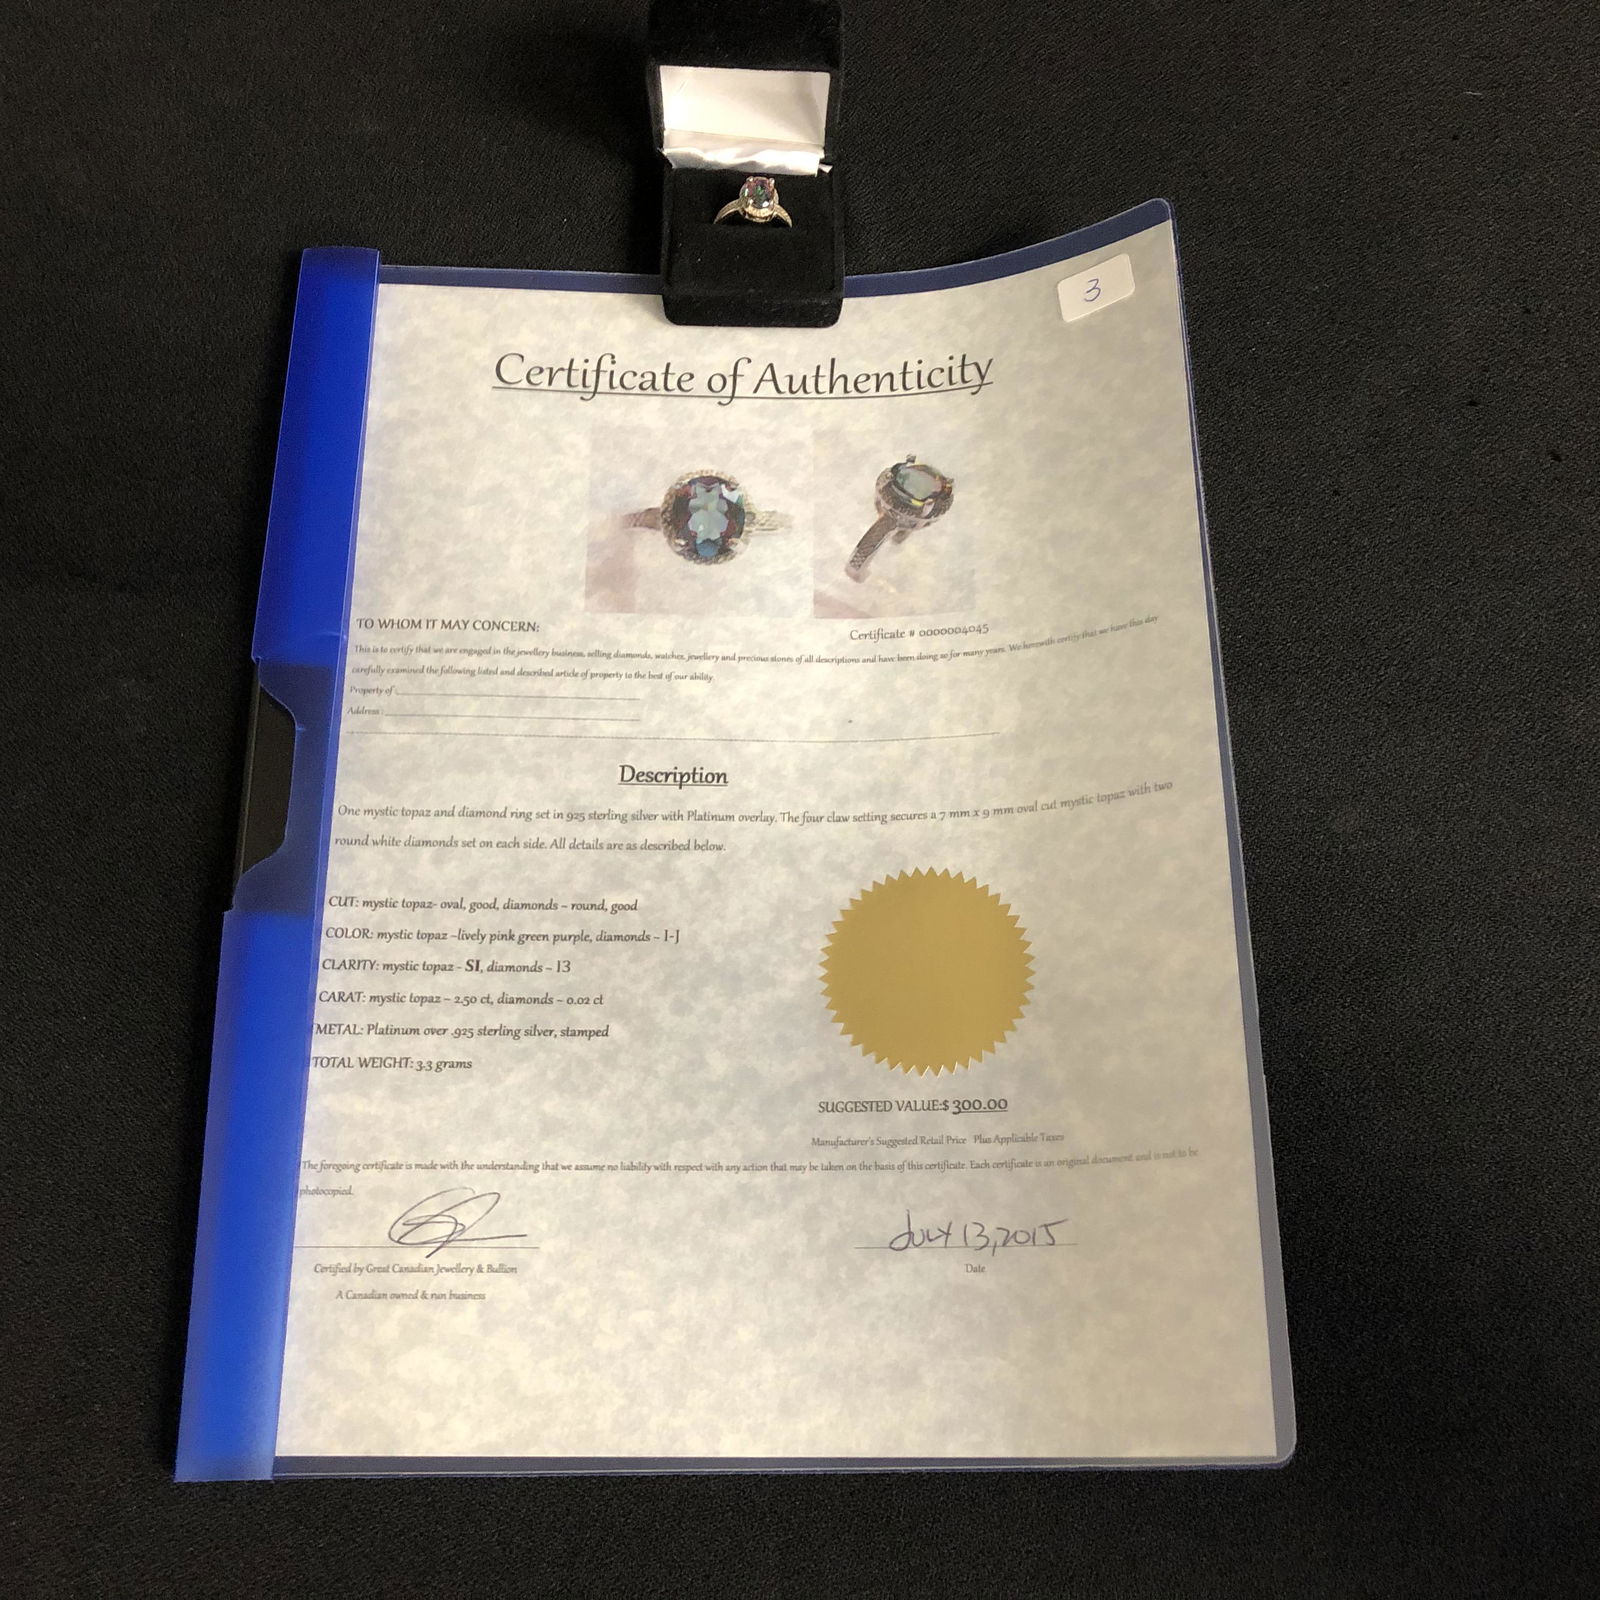 3
Certificate of Authenticity
TO WHOM IT MAY CONCERN:
Certificate # 0000004045
This is to certify that we are engaged in the jewellery business, selling diamonds, watches, jewellery and precious stones of all descriptions and have been doing so for many years. We herewith certify that we have this day
carefully examined the following listed and described article of property to the best of our ability.
Property of :
Address :
Description
One mystic topaz and diamond ring set in 925 sterling silver with Platinum overlay. The four claw setting secures a 7 mm x 9 mm oval cut mystic topaz with two
round white diamonds set on each side. All details are as described below.
CUT: mystic topaz- oval, good, diamonds – round, good
COLOR: mystic topaz –lively pink green purple, diamonds – I-J
CLARITY: mystic topaz - SI, diamonds – I3
CARAT: mystic topaz – 2.50 ct, diamonds – 0.02 ct
METAL: Platinum over .925 sterling silver, stamped
TOTAL WEIGHT: 3.3 grams
SUGGESTED VALUE:$ 300.00
Manufacturer's Suggested Retail Price Plus Applicable Taxes
The foregoing certificate is made with the understanding that we assume no liability with respect with any action that may be taken on the basis of this certificate. Each certificate is an original document and is not to be
photocopied.
JULY 13, 2015
Certified by Great Canadian Jewellery & Bullion
Date
A Canadian owned & run business